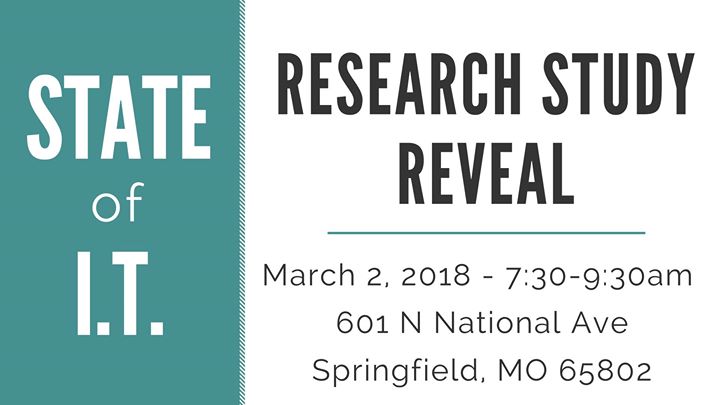 STATE
of
I.T.
RESEARCH STUDY
REVEAL
March 2, 2018 - 7:30-9:30am
601 N National Ave
Springfield, MO 65802